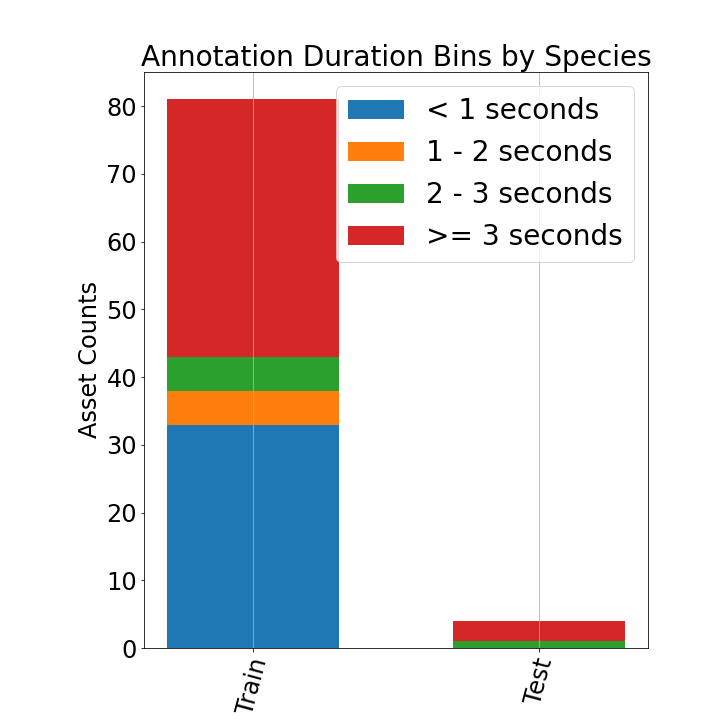 Annotation Duration Bins by Species
< 1 seconds
1 - 2 seconds
2 - 3 seconds
>= 3 seconds
Asset Counts
80
70
60
50
40
30
20
10
0
Train
Test